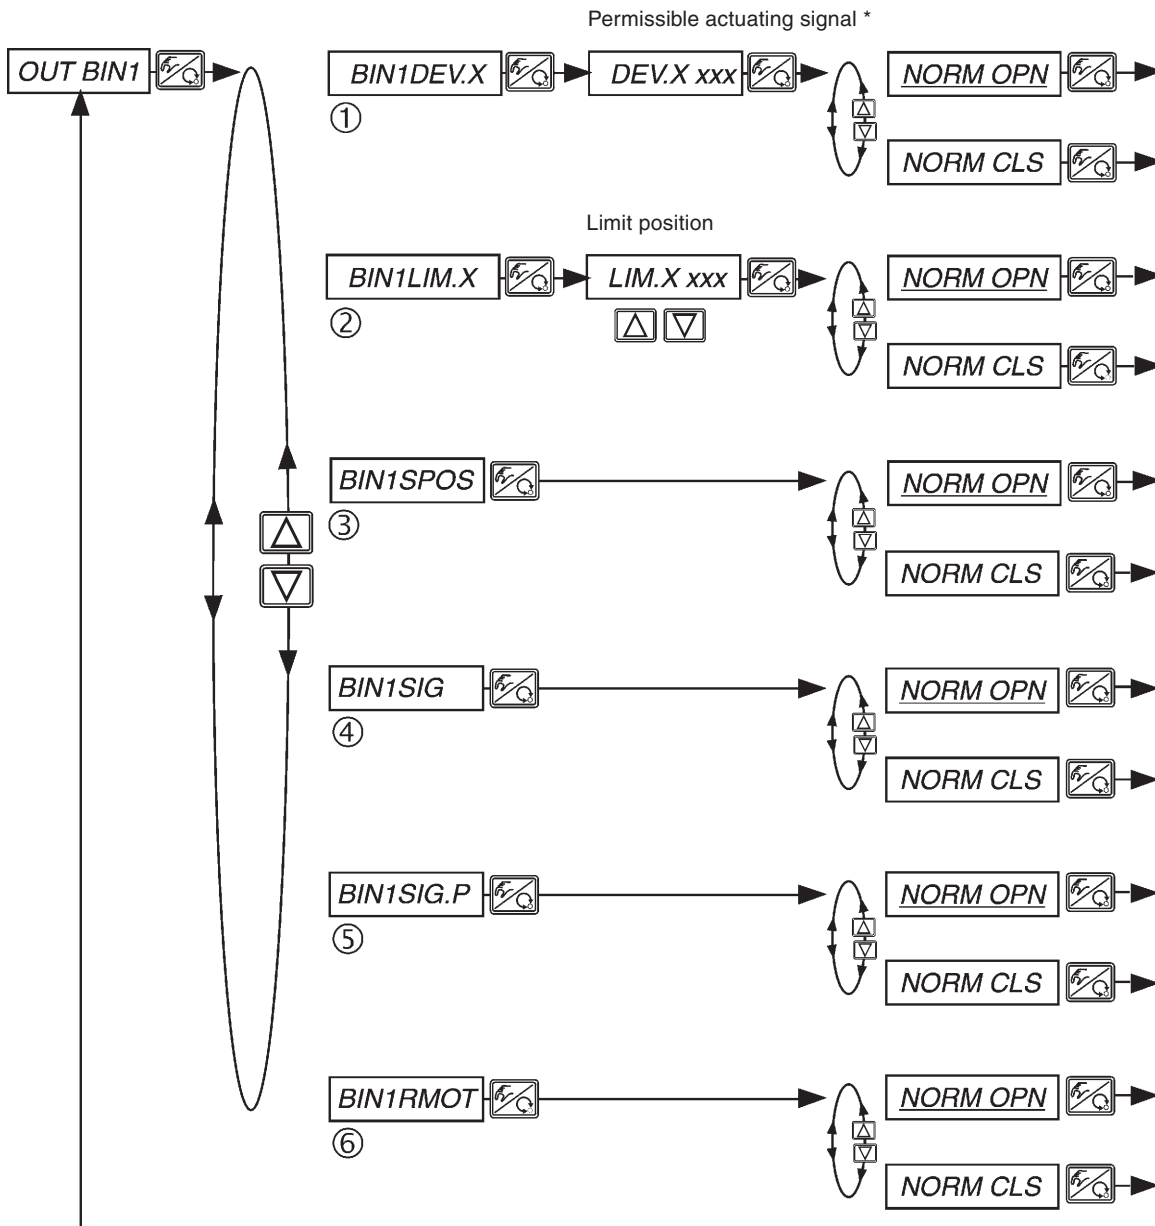 Permissible actuating signal *
OUT BIN1
BIN1DEV.X
DEV.X xxx
NORM OPN
①
NORM CLS
Limit position
BIN1LIM.X
LIM.X xxx
NORM OPN
②
NORM CLS
BIN1SPOS
NORM OPN
③
NORM CLS
BIN1SIG
NORM OPN
④
NORM CLS
BIN1SIG.P
NORM OPN
⑤
NORM CLS
BIN1RMOT
NORM OPN
⑥
NORM CLS